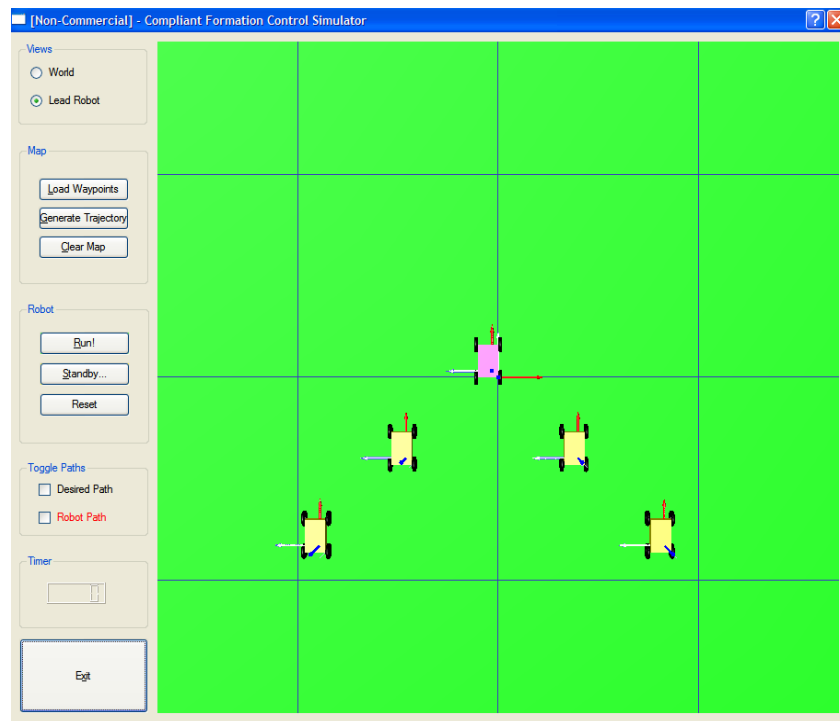 [Non-Commercial] - Compliant Formation Control Simulator
Views
World
Lead Robot
Map
Load Waypoints
Generate Trajectory
Clear Map
Robot
Run!
Standby...
Reset
Toggle Paths
Desired Path
Robot Path
Timer
0
Exit